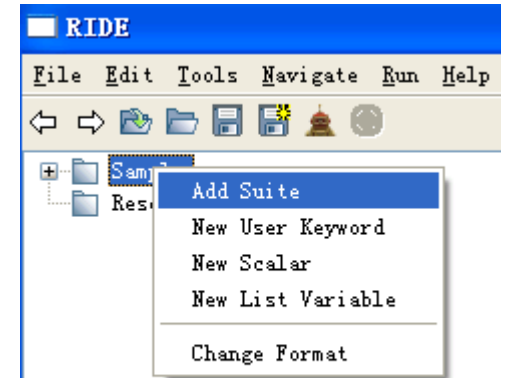 RIDE
File Edit Tools Navigate Run Help
Add Suite
New User Keyword
New Scalar
New List Variable
Change Format